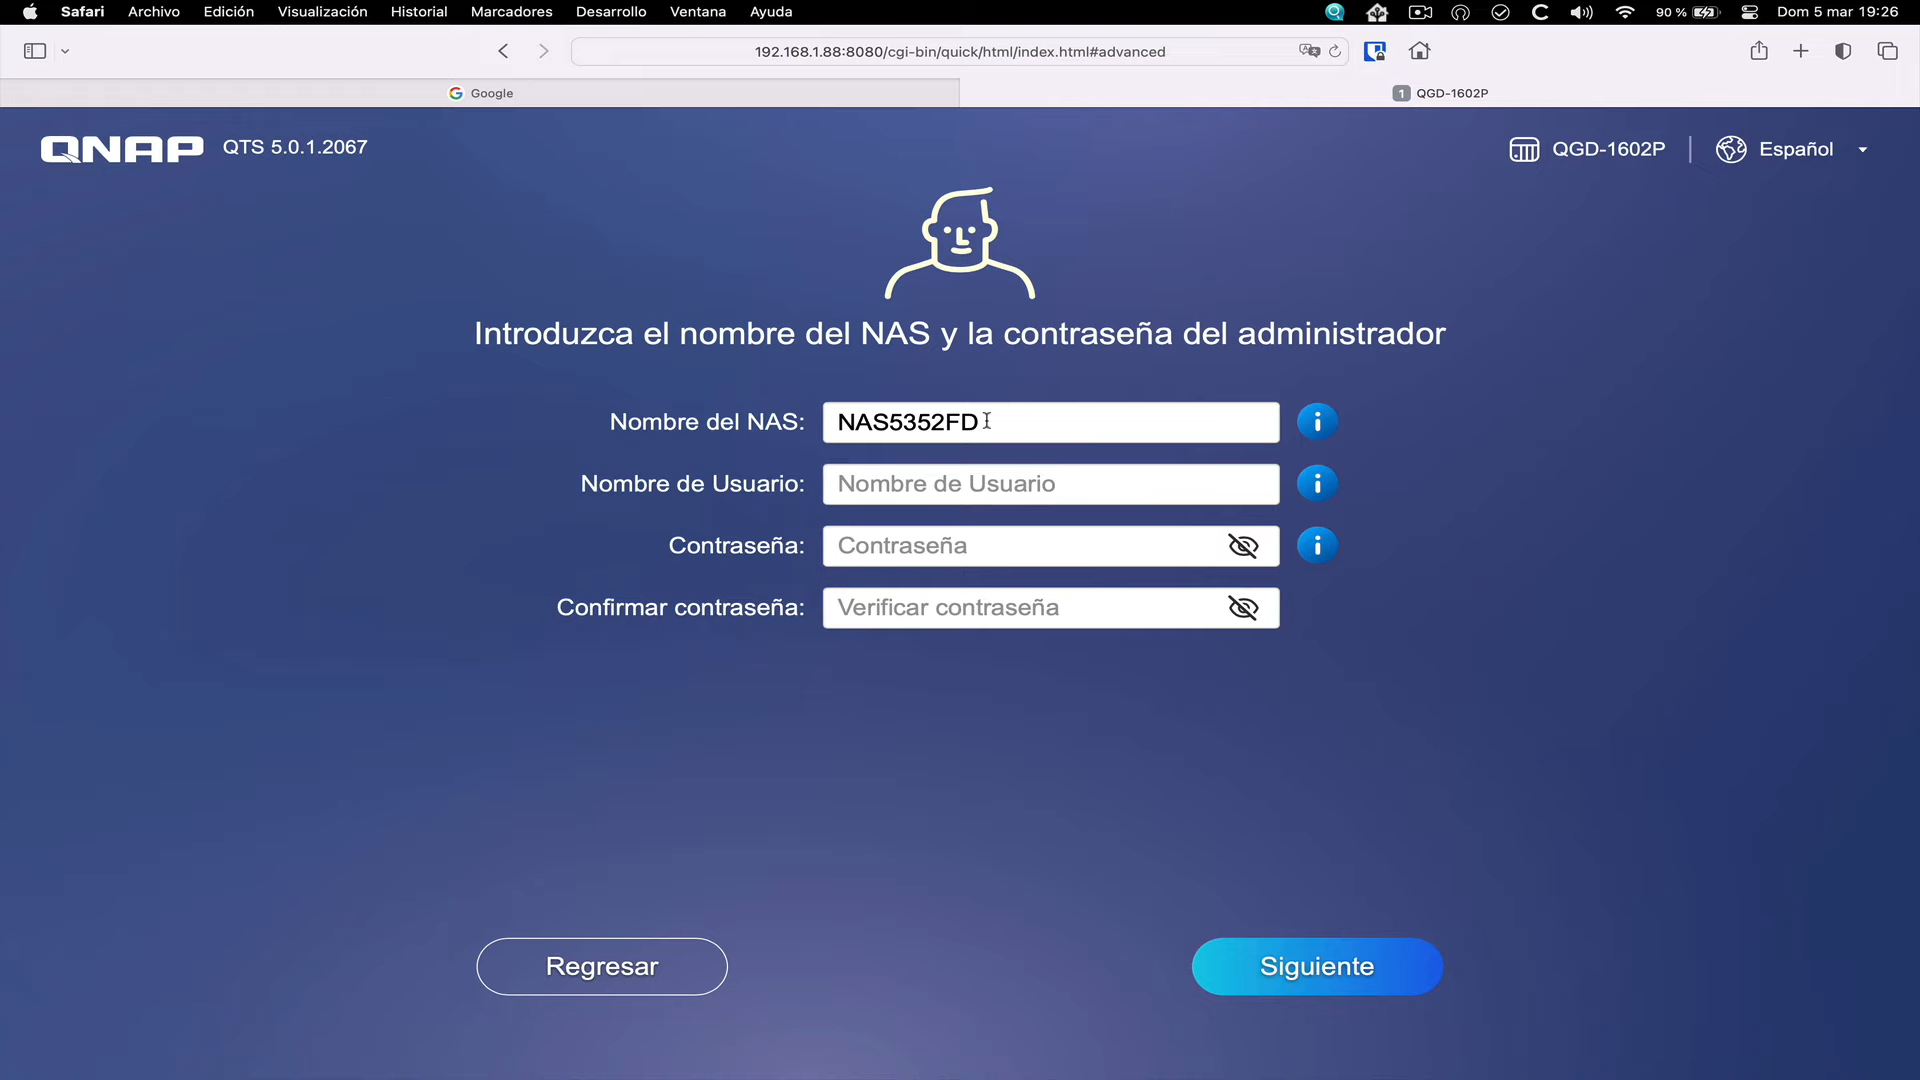 Safari Archivo Edición Visualización Historial Marcadores Desarrollo Ventana Ayuda 90 % Dom 5 mar 19:26
192.168.1.88:8080/cgi-bin/quick/html/index.html#advanced
Google
1 QGD-1602P
QNAP QTS 5.0.1.2067
QGD-1602P Español
Introduzca el nombre del NAS y la contraseña del administrador
Nombre del NAS: NAS5352FD
Nombre de Usuario: Nombre de Usuario
Contraseña: Contraseña
Confirmar contraseña: Verificar contraseña
Regresar
Siguiente